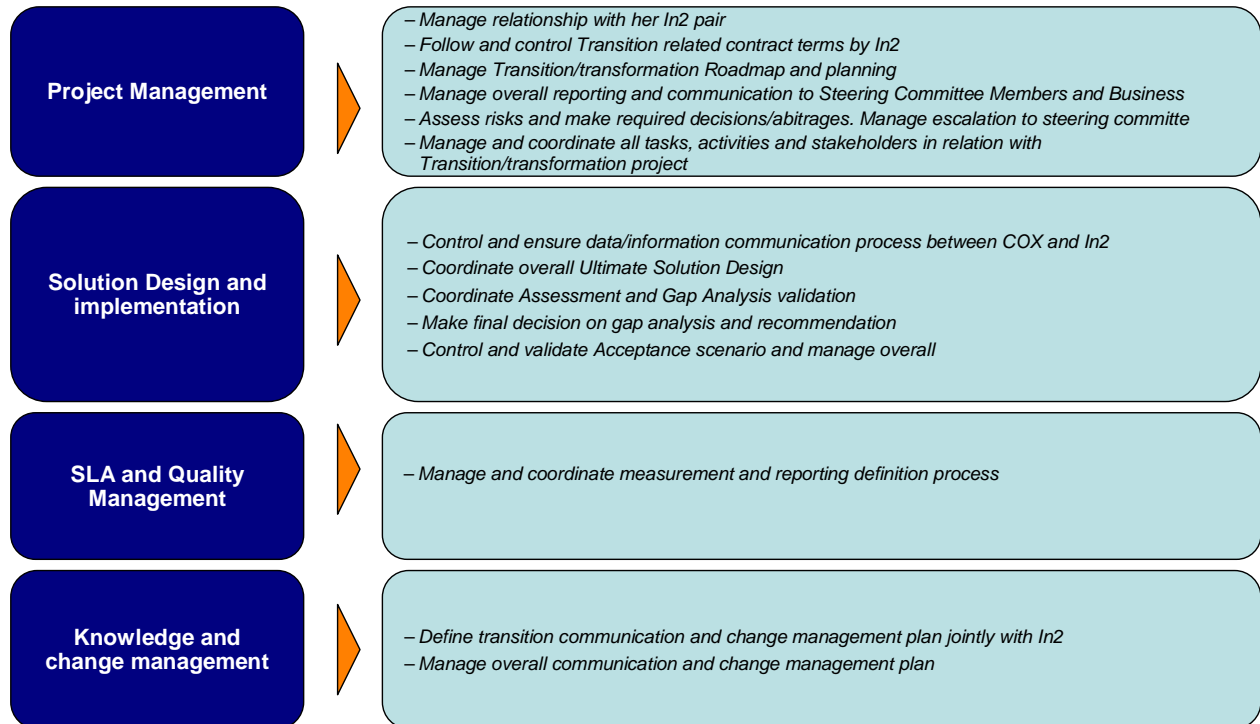 Project Management
– Manage relationship with her In2 pair
– Follow and control Transition related contract terms by In2
– Manage Transition/transformation Roadmap and planning
– Manage overall reporting and communication to Steering Committee Members and Business
– Assess risks and make required decisions/abitrages. Manage escalation to steering committe
– Manage and coordinate all tasks, activities and stakeholders in relation with
Transition/transformation project
Solution Design and
implementation
– Control and ensure data/information communication process between COX and In2
– Coordinate overall Ultimate Solution Design
– Coordinate Assessment and Gap Analysis validation
– Make final decision on gap analysis and recommendation
– Control and validate Acceptance scenario and manage overall
SLA and Quality
Management
– Manage and coordinate measurement and reporting definition process
Knowledge and
change management
– Define transition communication and change management plan jointly with In2
– Manage overall communication and change management plan